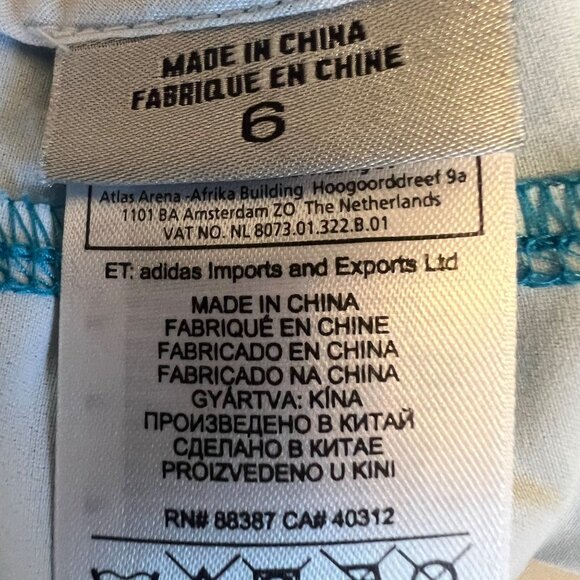 MADE IN CHINA
FABRIQUE EN CHINE
6
Atlas Arena -Afrika Building Hoogoorddreef 9a
1101 BA Amsterdam ZO The Netherlands
VAT NO. NL 8073.01.322.B.01
ET: adidas Imports and Exports Ltd
MADE IN CHINA
FABRIQUÉ EN CHINE
FABRICADO EN CHINA
FABRICADO NA CHINA
GYÁRTVA: KÍNA
ПРОИЗВЕДЕНО В КИТАЙ
СДЕЛАНО В КИТАЕ
PROIZVEDENO U KINI
RN# 88387 CA# 40312